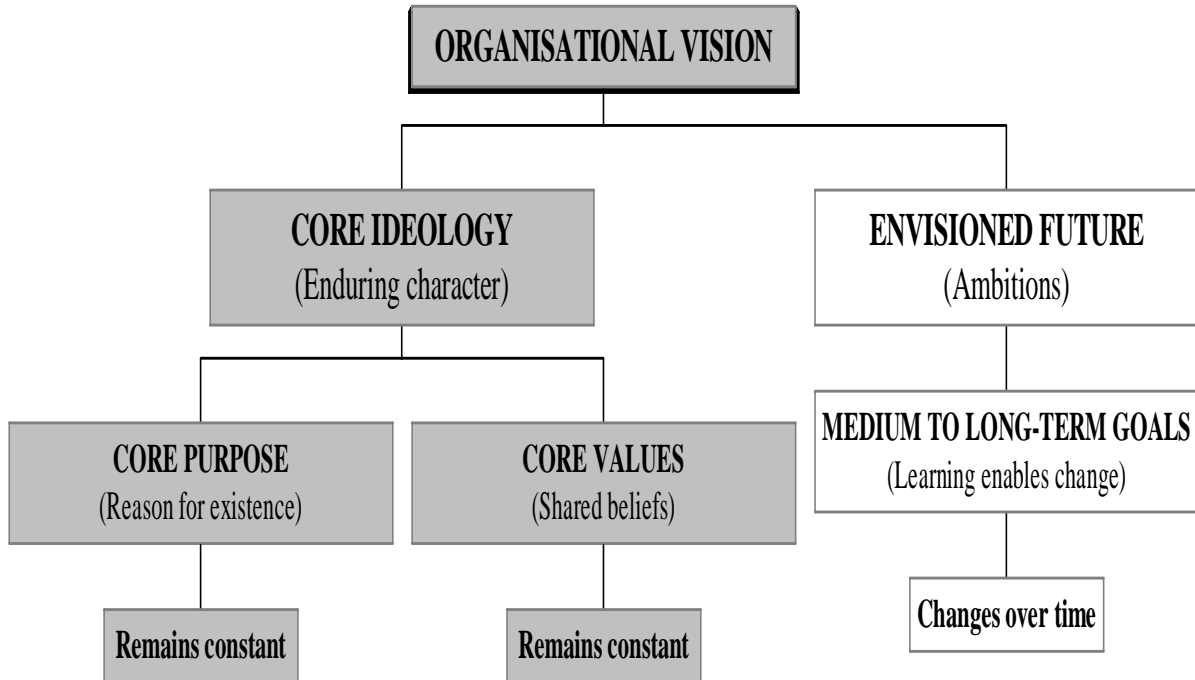 ORGANISATIONAL VISION
CORE IDEOLOGY
(Enduring character)
ENVISIONED FUTURE
(Ambitions)
CORE PURPOSE
(Reason for existence)
CORE VALUES
(Shared beliefs)
MEDIUM TO LONG-TERM GOALS
(Learning enables change)
Remains constant
Remains constant
Changes over time